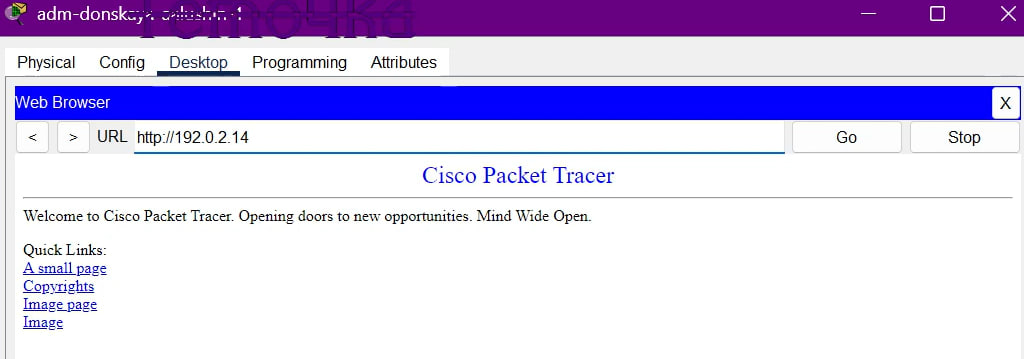 adm-donskaya
Physical Config Desktop Programming Attributes
Web Browser X
< > URL http://192.0.2.14 Go Stop
Cisco Packet Tracer
Welcome to Cisco Packet Tracer. Opening doors to new opportunities. Mind Wide Open.
Quick Links:
A small page
Copyrights
Image page
Image